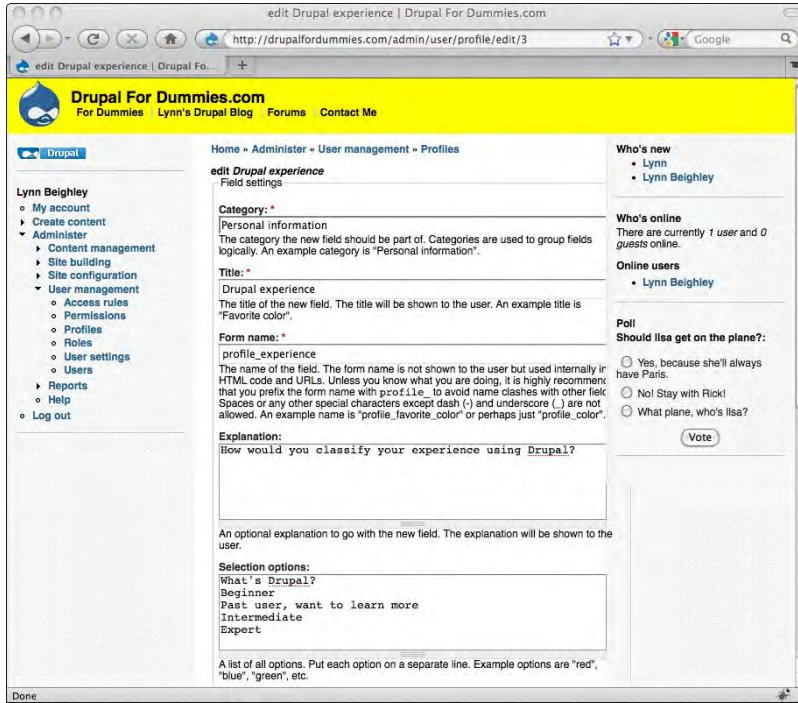 edit Drupal experience | Drupal For Dummies.com
http://drupalfordummies.com/admin/user/profile/edit/3
Google
edit Drupal experience | Drupal Fo...
Drupal For Dummies.com
For Dummies | Lynn's Drupal Blog | Forums | Contact Me
Drupal
Lynn Beighley
My account
Create content
Administer
Content management
Site building
Site configuration
User management
Access rules
Permissions
Profiles
Roles
User settings
Users
Reports
Help
Log out
Home » Administer » User management » Profiles
edit Drupal experience
Field settings
Category: *
Personal information
The category the new field should be part of. Categories are used to group fields
logically. An example category is "Personal information".
Title: *
Drupal experience
The title of the new field. The title will be shown to the user. An example title is
"Favorite color".
Form name: *
profile_experience
The name of the field. The form name is not shown to the user but used internally in
HTML code and URLs. Unless you know what you are doing, it is highly recommend
that you prefix the form name with profile_ to avoid name clashes with other field
Spaces or any other special characters except dash (-) and underscore (_) are not
allowed. An example name is "profile_favorite_color" or perhaps just "profile_color".
Explanation:
How would you classify your experience using Drupal?
An optional explanation to go with the new field. The explanation will be shown to the
user.
Selection options:
What's Drupal?
Beginner
Past user, want to learn more
Intermediate
Expert
A list of all options. Put each option on a separate line. Example options are "red",
"blue", "green", etc.
Who's new
Lynn
Lynn Beighley
Who's online
There are currently 1 user and 0
guests online.
Online users
Lynn Beighley
Poll
Should Ilsa get on the plane?:
Yes, because she'll always
have Paris.
No! Stay with Rick!
What plane, who's Ilsa?
Vote
Done